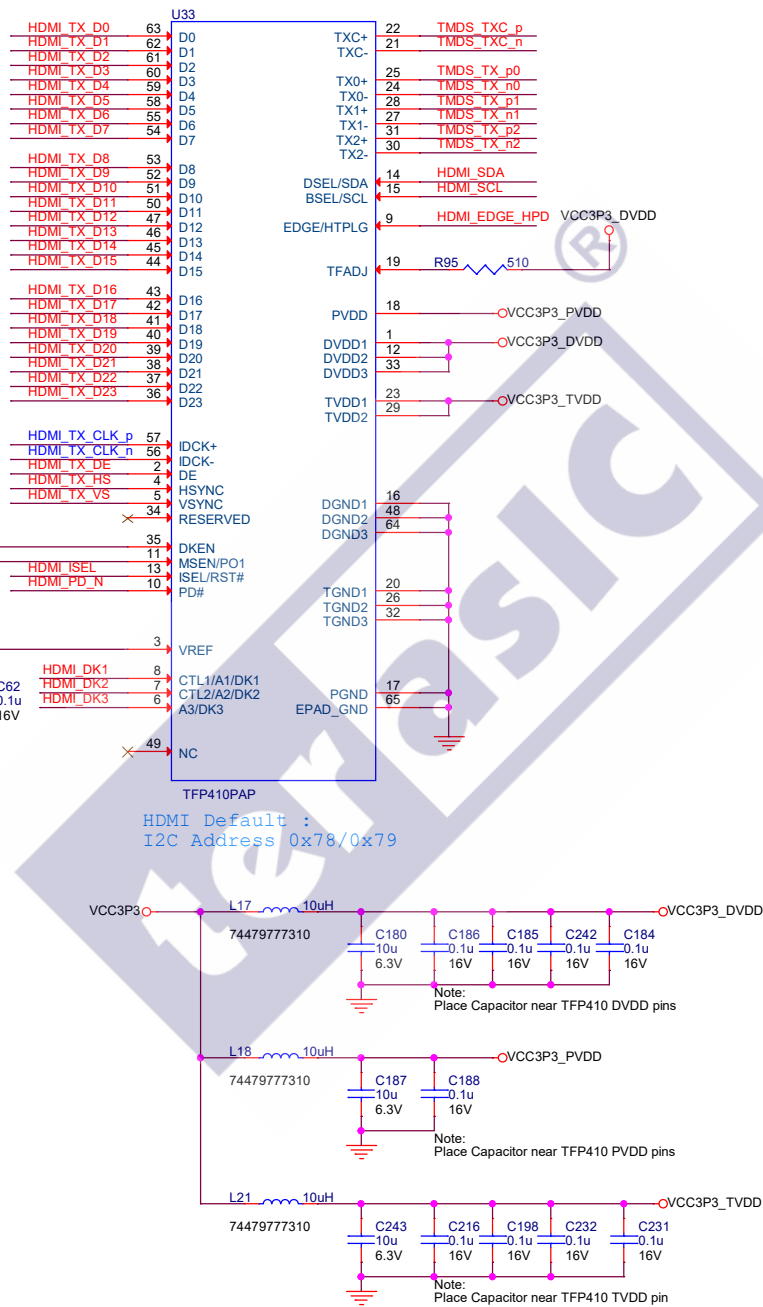 U33
HDMI_TX_D0 63 D0
HDMI_TX_D1 62 D1
HDMI_TX_D2 61 D2
HDMI_TX_D3 60 D3
HDMI_TX_D4 59 D4
HDMI_TX_D5 58 D5
HDMI_TX_D6 55 D6
HDMI_TX_D7 54 D7
HDMI_TX_D8 53 D8
HDMI_TX_D9 52 D9
HDMI_TX_D10 51 D10
HDMI_TX_D11 50 D11
HDMI_TX_D12 47 D12
HDMI_TX_D13 46 D13
HDMI_TX_D14 45 D14
HDMI_TX_D15 44 D15
HDMI_TX_D16 43 D16
HDMI_TX_D17 42 D17
HDMI_TX_D18 41 D18
HDMI_TX_D19 40 D19
HDMI_TX_D20 39 D20
HDMI_TX_D21 38 D21
HDMI_TX_D22 37 D22
HDMI_TX_D23 36 D23
HDMI_TX_CLK_p 57 IDCK+
HDMI_TX_CLK_n 56 IDCK-
HDMI_TX_DE 2 DE
HDMI_TX_HS 4 HSYNC
HDMI_TX_VS 5 VSYNC
34 RESERVED
35 DKEN
11 MSEN/PO1
HDMI_ISEL 13 ISEL/RST#
HDMI_PD_N 10 PD#
3 VREF
HDMI_DK1 8 CTL1/A1/DK1
HDMI_DK2 7 CTL2/A2/DK2
HDMI_DK3 6 A3/DK3
C62
0.1u
16V
49 NC
TXC+ 22 TMDS_TXC_p
TXC- 21 TMDS_TXC_n
TX0+ 25 TMDS_TX_p0
TX0- 24 TMDS_TX_n0
TX1+ 28 TMDS_TX_p1
TX1- 27 TMDS_TX_n1
TX2+ 31 TMDS_TX_p2
TX2- 30 TMDS_TX_n2
DSEL/SDA 14 HDMI_SDA
BSEL/SCL 15 HDMI_SCL
EDGE/HTPLG 9 HDMI_EDGE_HPD VCC3P3_DVDD
TFADJ 19 R95 510
PVDD 18 VCC3P3_PVDD
DVDD1 1 VCC3P3_DVDD
DVDD2 12
DVDD3 33
TVDD1 23 VCC3P3_TVDD
TVDD2 29
DGND1 16
DGND2 48
DGND3 64
TGND1 20
TGND2 26
TGND3 32
PGND 17
EPAD_GND 65
TFP410PAP
HDMI Default :
I2C Address 0x78/0x79
terasic
®
VCC3P3 L17 10uH VCC3P3_DVDD
74479777310
C180 C186 C185 C242 C184
10u 0.1u 0.1u 0.1u 0.1u
6.3V 16V 16V 16V 16V
Note:
Place Capacitor near TFP410 DVDD pins
L18 10uH VCC3P3_PVDD
74479777310
C187 C188
10u 0.1u
6.3V 16V
Note:
Place Capacitor near TFP410 PVDD pins
L21 10uH VCC3P3_TVDD
74479777310
C243 C216 C198 C232 C231
10u 0.1u 0.1u 0.1u 0.1u
6.3V 16V 16V 16V 16V
Note:
Place Capacitor near TFP410 TVDD pin